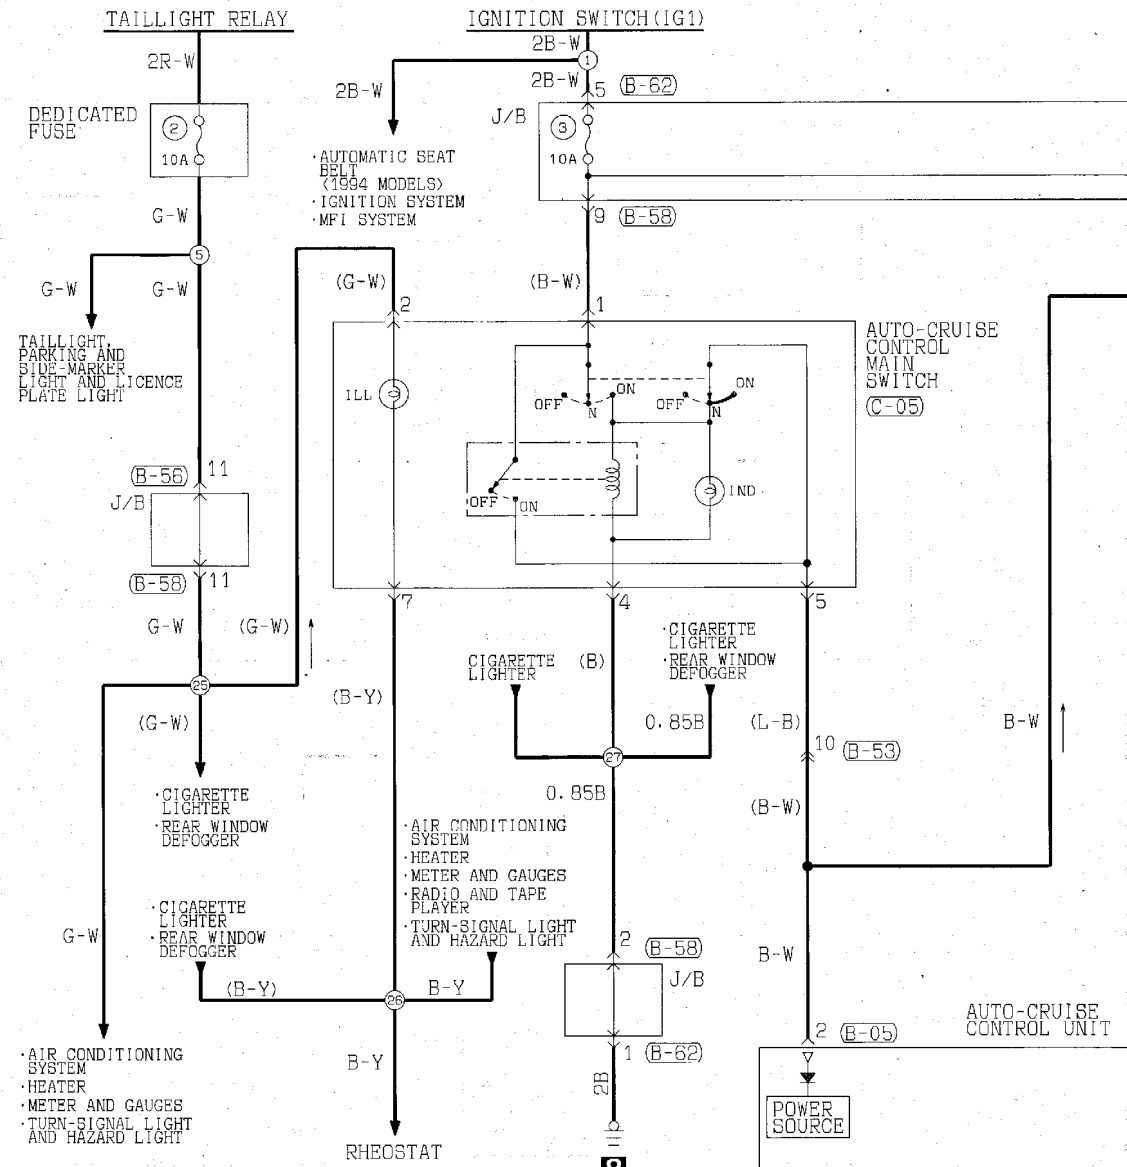 TAILLIGHT RELAY
IGNITION SWITCH(IG1)
2R-W
2B-W
1
2B-W
2B-W
5
B-62
DEDICATED
FUSE
2
10A
J/B
3
10A
·AUTOMATIC SEAT
BELT
<1994 MODELS>
·IGNITION SYSTEM
·MFI SYSTEM
9
B-58
G-W
5
G-W
G-W
(G-W)
2
(B-W)
1
TAILLIGHT,
PARKING AND
SIDE-MARKER
LIGHT AND LICENCE
PLATE LIGHT
AUTO-CRUISE
CONTROL
MAIN
SWITCH
C-05
ILL
OFF
N
ON
OFF
N
ON
B-56
11
J/B
OFF
ON
IND
B-58
11
7
4
5
G-W
(G-W)
25
(G-W)
(B-Y)
CIGARETTE
LIGHTER
(B)
·CIGARETTE
LIGHTER
·REAR WINDOW
DEFOGGER
0.85B
(L-B)
B-W
27
10
B-53
0.85B
(B-W)
·CIGARETTE
LIGHTER
·REAR WINDOW
DEFOGGER
·AIR CONDITIONING
SYSTEM
·HEATER
·METER AND GAUGES
·RADIO AND TAPE
PLAYER
·TURN-SIGNAL LIGHT
AND HAZARD LIGHT
G-W
·CIGARETTE
LIGHTER
·REAR WINDOW
DEFOGGER
2
B-58
J/B
B-W
(B-Y)
26
B-Y
AUTO-CRUISE
CONTROL UNIT
2
B-05
1
B-62
2B
B-Y
·AIR CONDITIONING
SYSTEM
·HEATER
·METER AND GAUGES
·TURN-SIGNAL LIGHT
AND HAZARD LIGHT
POWER
SOURCE
RHEOSTAT